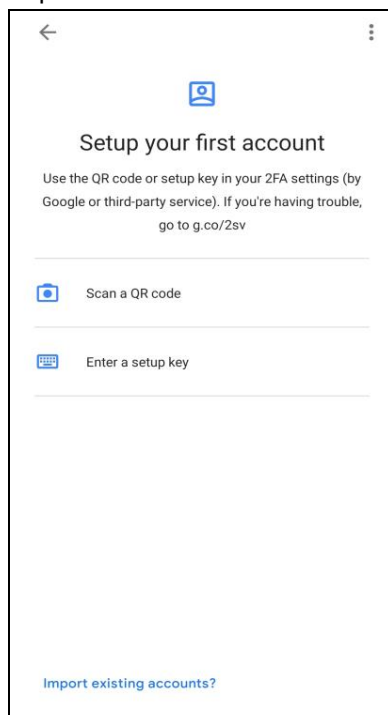 Setup your first account
Use the QR code or setup key in your 2FA settings (by
Google or third-party service). If you're having trouble,
go to g.co/2sv
Scan a QR code
Enter a setup key
Import existing accounts?